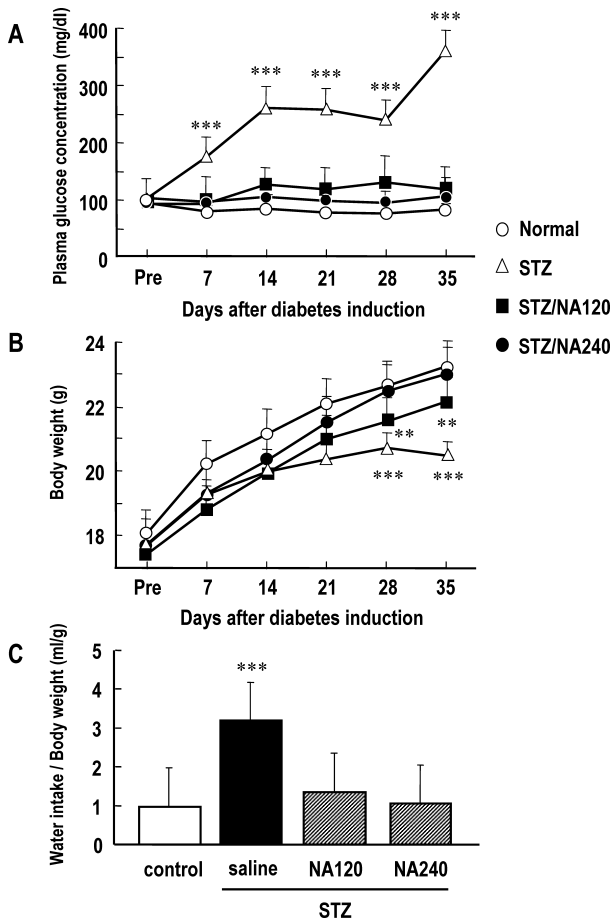 A
Plasma glucose concentration (mg/dl)
400
300
200
100
0
***
***
***
***
***
Pre 7 14 21 28 35
Days after diabetes induction
Normal
STZ
STZ/NA120
STZ/NA240
B
Body weight (g)
24
22
20
18
**
**
***
***
Pre 7 14 21 28 35
Days after diabetes induction
C
Water intake / Body weight (ml/g)
5
4
3
2
1
0
***
control saline NA120 NA240
STZ